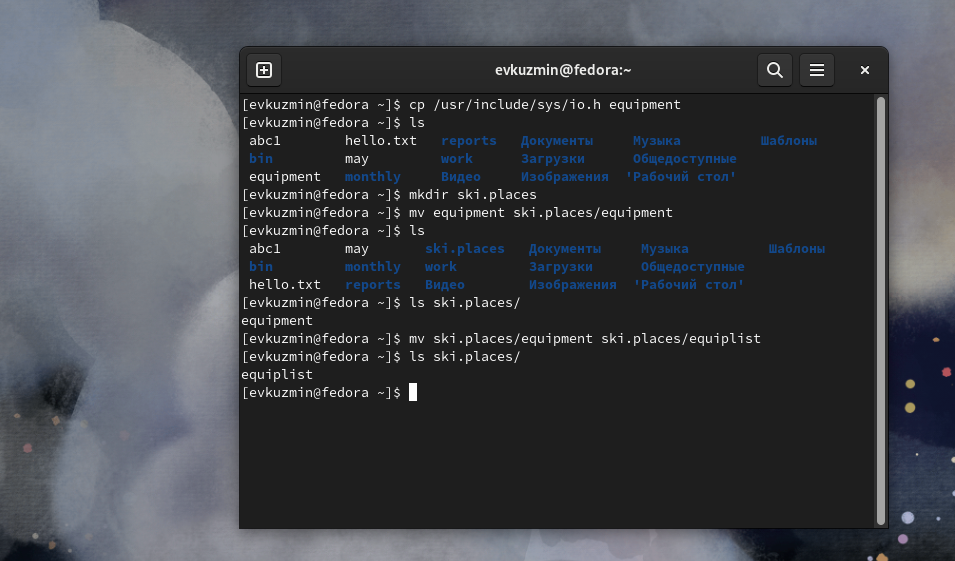 evkuzmin@fedora:~
[evkuzmin@fedora ~]$ cp /usr/include/sys/io.h equipment
[evkuzmin@fedora ~]$ ls
abc1 hello.txt reports Документы Музыка Шаблоны
bin may work Загрузки Общедоступные
equipment monthly Видео Изображения 'Рабочий стол'
[evkuzmin@fedora ~]$ mkdir ski.places
[evkuzmin@fedora ~]$ mv equipment ski.places/equipment
[evkuzmin@fedora ~]$ ls
abc1 may ski.places Документы Музыка Шаблоны
bin monthly work Загрузки Общедоступные
hello.txt reports Видео Изображения 'Рабочий стол'
[evkuzmin@fedora ~]$ ls ski.places/
equipment
[evkuzmin@fedora ~]$ mv ski.places/equipment ski.places/equiplist
[evkuzmin@fedora ~]$ ls ski.places/
equiplist
[evkuzmin@fedora ~]$